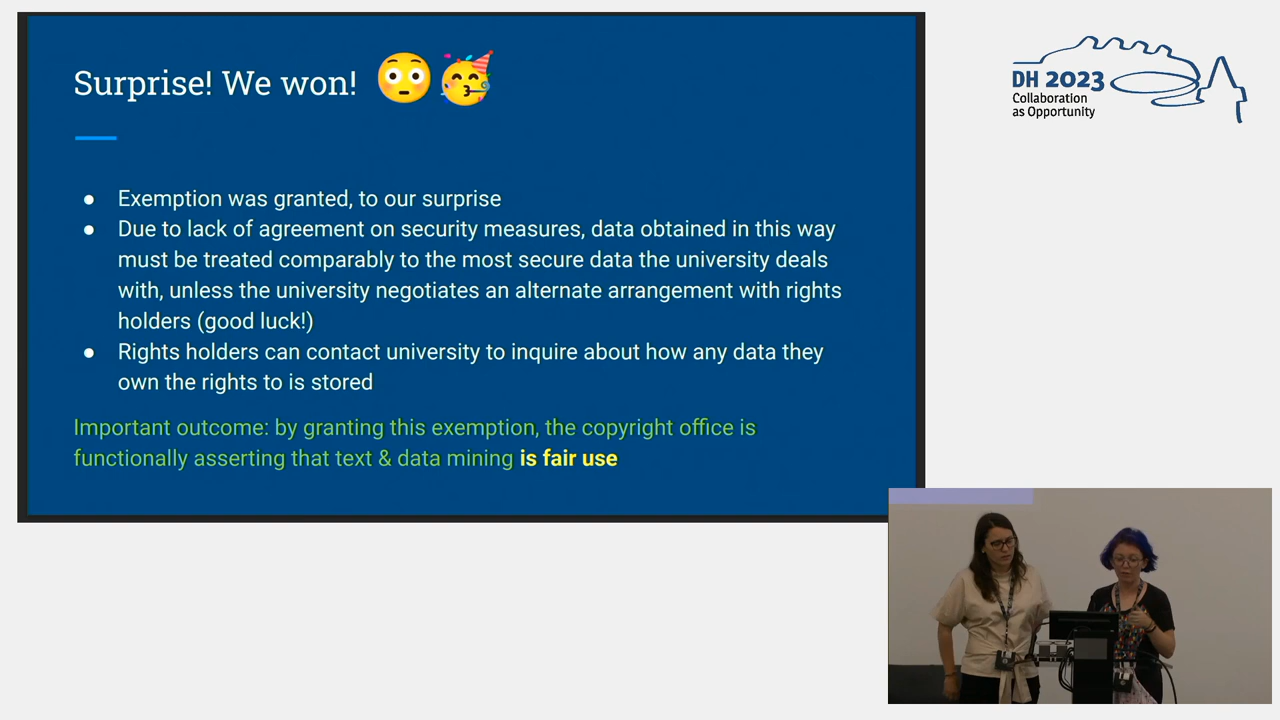 Surprise! We won! 😳🥳
● Exemption was granted, to our surprise
● Due to lack of agreement on security measures, data obtained in this way
must be treated comparably to the most secure data the university deals
with, unless the university negotiates an alternate arrangement with rights
holders (good luck!)
● Rights holders can contact university to inquire about how any data they
own the rights to is stored
Important outcome: by granting this exemption, the copyright office is
functionally asserting that text & data mining is fair use
DH 2023
Collaboration
as Opportunity